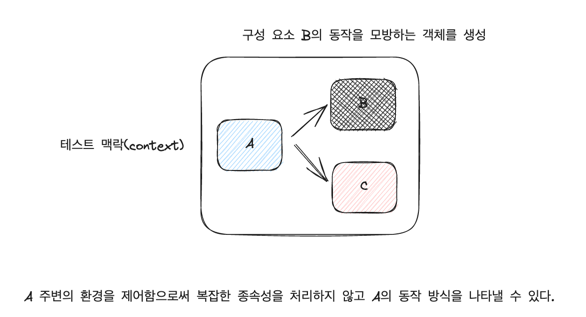 구성 요소 B의 동작을 모방하는 객체를 생성
B
테스트 맥락(context)
A
C
A 주변의 환경을 제어함으로써 복잡한 종속성을 처리하지 않고 A의 동작 방식을 나타낼 수 있다.